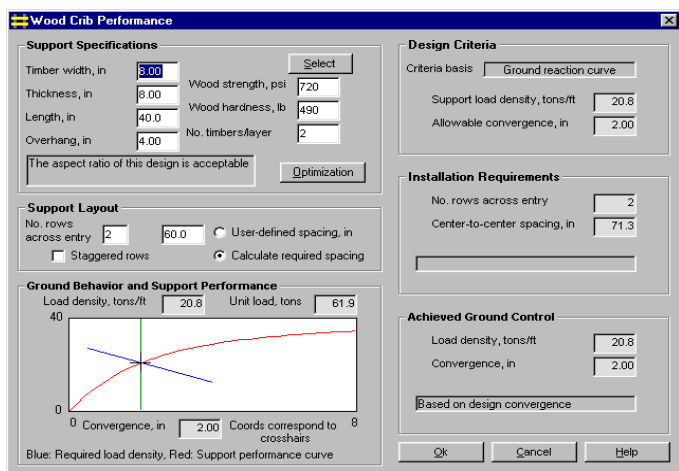 Wood Crib Performance
Support Specifications
Timber width, in 8.00
Thickness, in 8.00
Length, in 40.0
Overhang, in 4.00
Select
Wood strength, psi 720
Wood hardness, lb 490
No. timbers/layer 2
The aspect ratio of this design is acceptable
Optimization
Support Layout
No. rows
across entry 2 60.0 User-defined spacing, in
Staggered rows Calculate required spacing
Ground Behavior and Support Performance
Load density, tons/ft 20.8 Unit load, tons 61.9
40
0
0 Convergence, in 2.00 Coords correspond to 8
crosshairs
Blue: Required load density, Red: Support performance curve
Design Criteria
Criteria basis Ground reaction curve
Support load density, tons/ft 20.8
Allowable convergence, in 2.00
Installation Requirements
No. rows across entry 2
Center-to-center spacing, in 71.3
Achieved Ground Control
Load density, tons/ft 20.8
Convergence, in 2.00
Based on design convergence
Ok Cancel Help